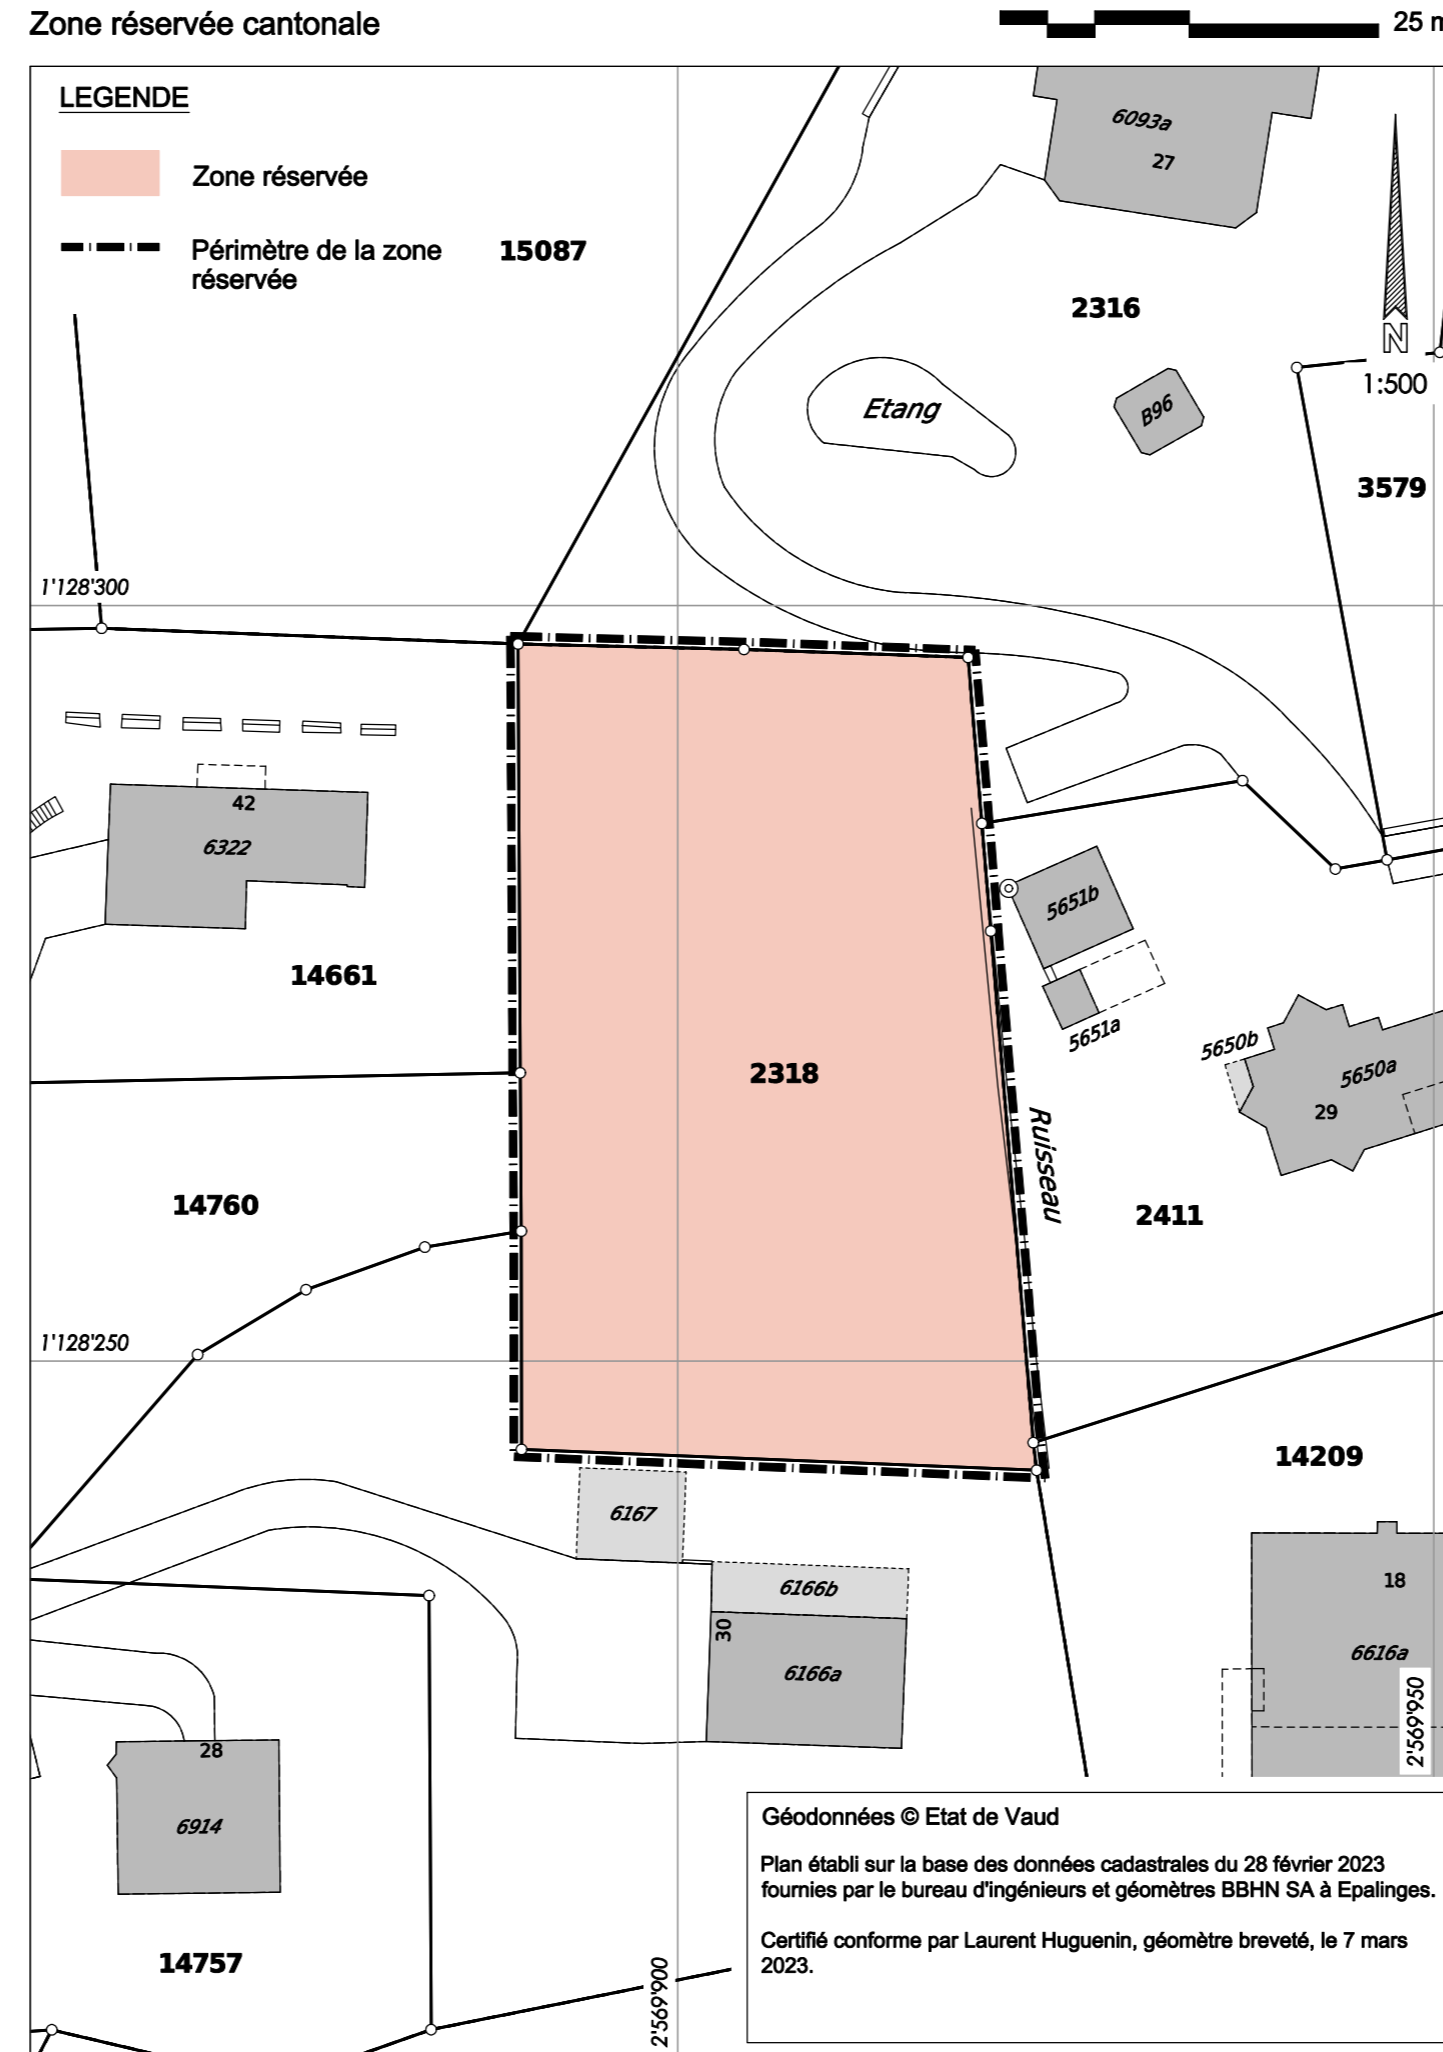 Zone réservée cantonale
25 m
LEGENDE
Zone réservée
Périmètre de la zone
réservée
15087
6093a
27
2316
N
1:500
Etang
B96
3579
1'128'300
42
6322
14661
5651b
5651a
5650b
5650a
29
2318
Ruisseau
14760
2411
1'128'250
14209
6167
6166b
30
6166a
18
6616a
2'569'950
28
6914
14757
2'569'900
Géodonnées © Etat de Vaud
Plan établi sur la base des données cadastrales du 28 février 2023
fournies par le bureau d'ingénieurs et géomètres BBHN SA à Epalinges.
Certifié conforme par Laurent Huguenin, géomètre breveté, le 7 mars
2023.